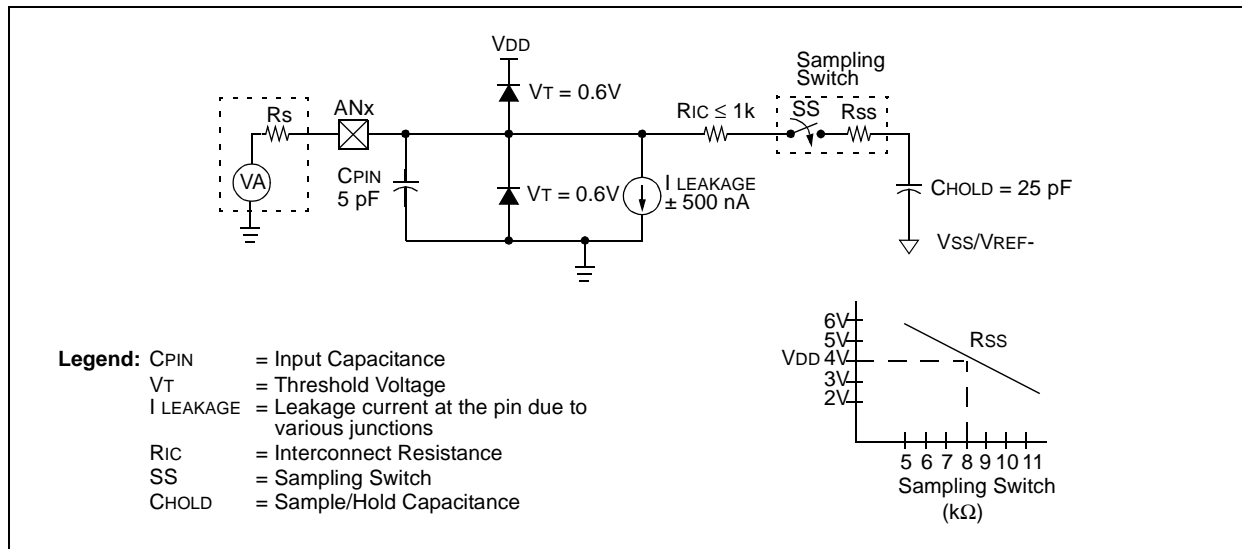 VDD
Sampling
Switch
VT = 0.6V
Rs
ANx
RIC ≤ 1k
SS
RSS
VA
CPIN
5 pF
VT = 0.6V
I LEAKAGE
± 500 nA
CHOLD = 25 pF
VSS/VREF-
Legend: CPIN = Input Capacitance
VT = Threshold Voltage
I LEAKAGE = Leakage current at the pin due to
various junctions
RIC = Interconnect Resistance
SS = Sampling Switch
CHOLD = Sample/Hold Capacitance
6V
5V
VDD 4V
3V
2V
RSS
5 6 7 8 9 10 11
Sampling Switch
(kΩ)